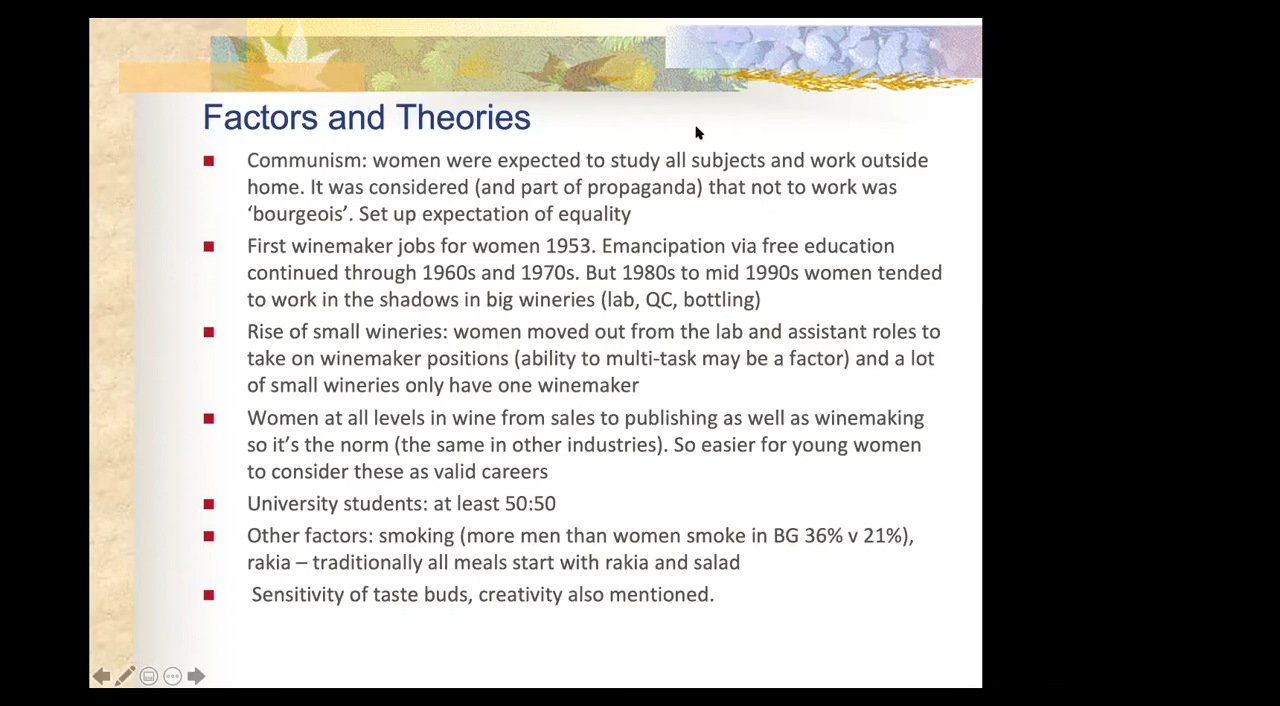 Factors and Theories
Communism: women were expected to study all subjects and work outside
home. It was considered (and part of propaganda) that not to work was
‘bourgeois’. Set up expectation of equality
First winemaker jobs for women 1953. Emancipation via free education
continued through 1960s and 1970s. But 1980s to mid 1990s women tended
to work in the shadows in big wineries (lab, QC, bottling)
Rise of small wineries: women moved out from the lab and assistant roles to
take on winemaker positions (ability to multi-task may be a factor) and a lot
of small wineries only have one winemaker
Women at all levels in wine from sales to publishing as well as winemaking
so it’s the norm (the same in other industries). So easier for young women
to consider these as valid careers
University students: at least 50:50
Other factors: smoking (more men than women smoke in BG 36% v 21%),
rakia – traditionally all meals start with rakia and salad
Sensitivity of taste buds, creativity also mentioned.